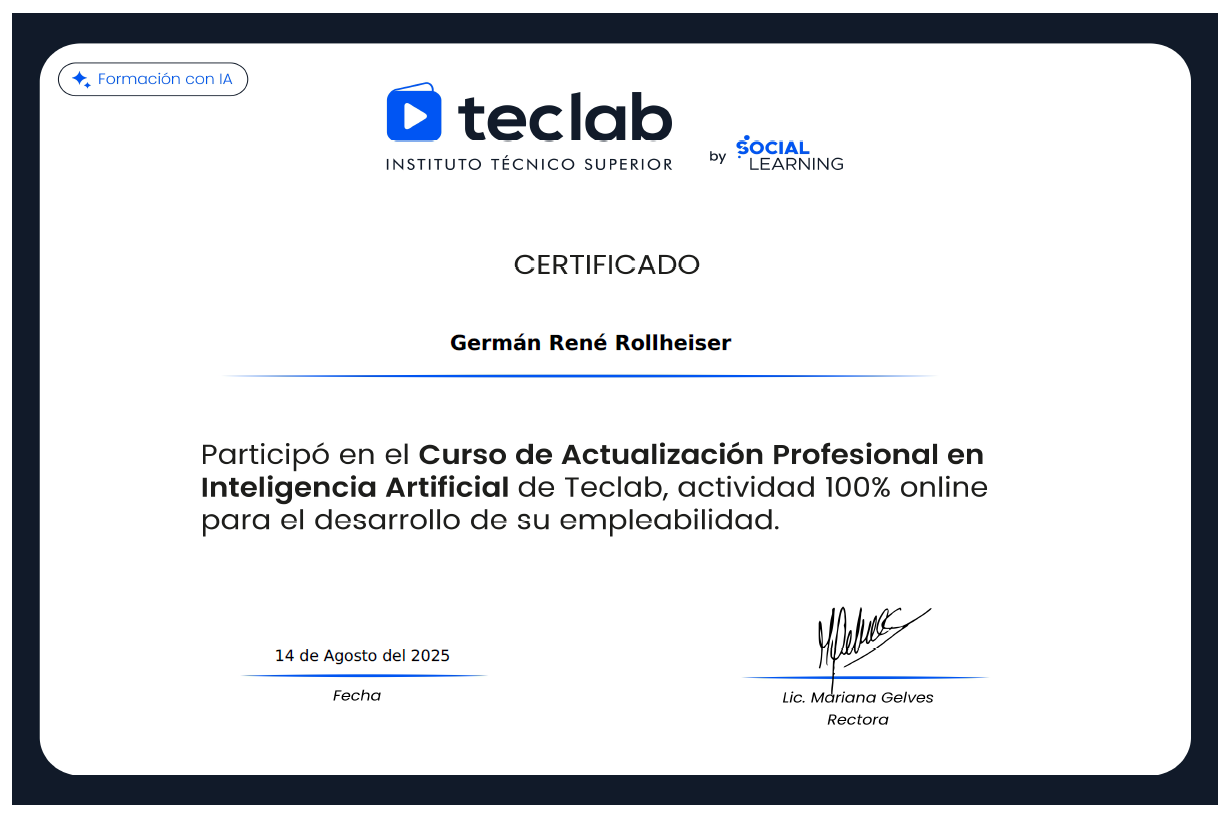 Formación con IA
teclab
INSTITUTO TÉCNICO SUPERIOR
by SOCIAL
LEARNING
CERTIFICADO
Germán René Rollheiser
Participó en el Curso de Actualización Profesional en
Inteligencia Artificial de Teclab, actividad 100% online
para el desarrollo de su empleabilidad.
14 de Agosto del 2025
Fecha
Lic. Mariana Gelves
Rectora